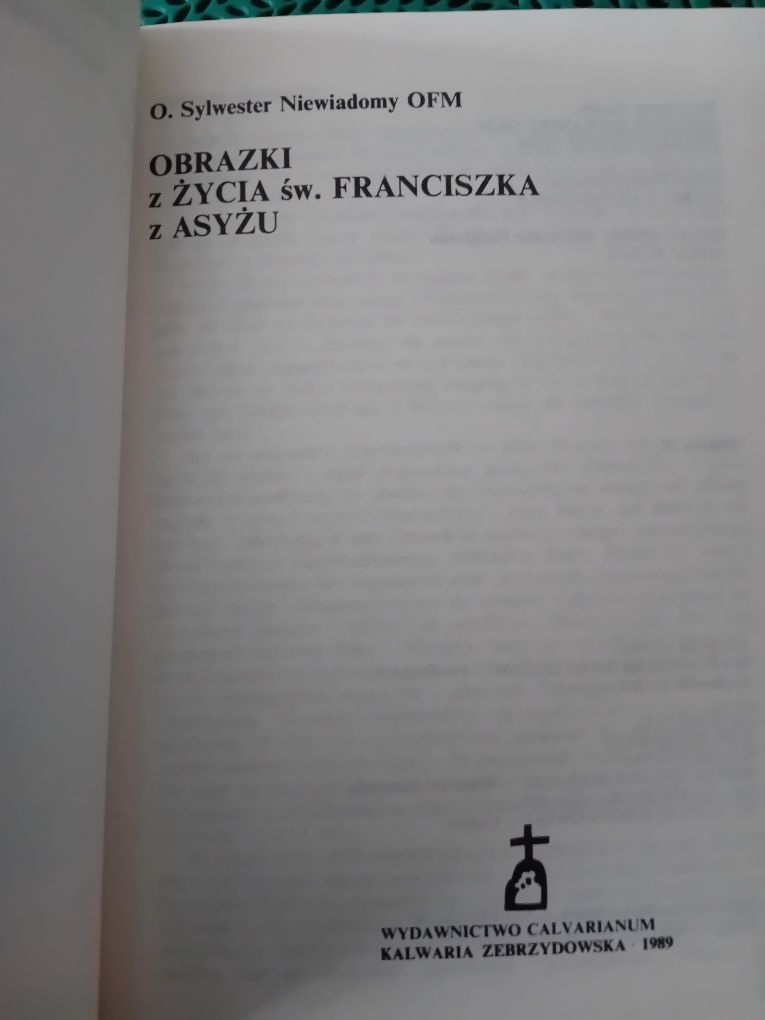 O. Sylwester Niewiadomy OFM
OBRAZKI
z ŻYCIA św. FRANCISZKA
z ASYŻU
WYDAWNICTWO CALVARIANUM
KALWARIA ZEBRZYDOWSKA · 1989